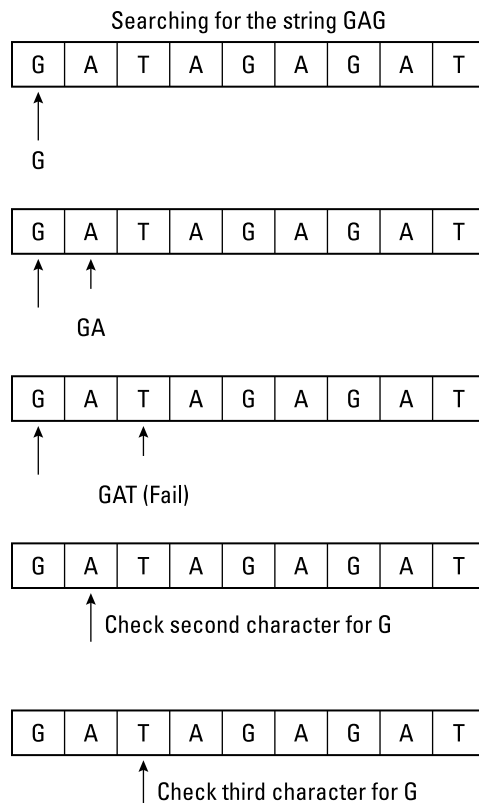 Searching for the string GAG
G A T A G A G A T
G
G A T A G A G A T
GA
G A T A G A G A T
GAT (Fail)
G A T A G A G A T
Check second character for G
G A T A G A G A T
Check third character for G